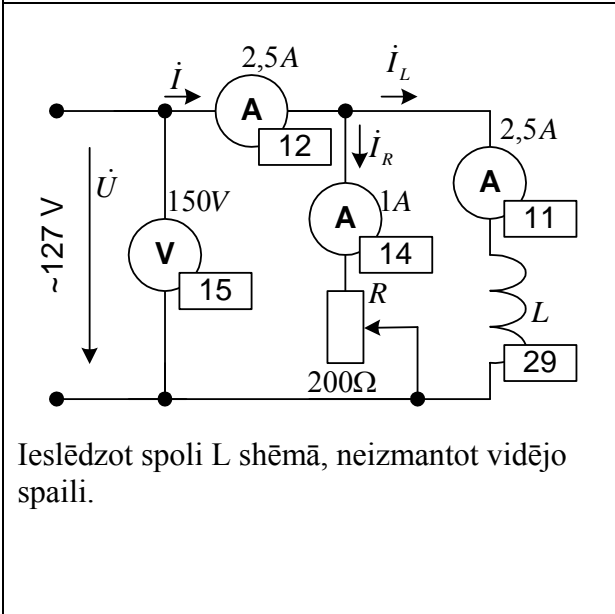 2,5A
İ
İ_L
A
12
2,5A
İ_R
U̇
150V
1A
A
11
A
~127 V
V
14
15
R
L
29
200Ω
Ieslēdzot spoli L shēmā, neizmantot vidējo
spaili.